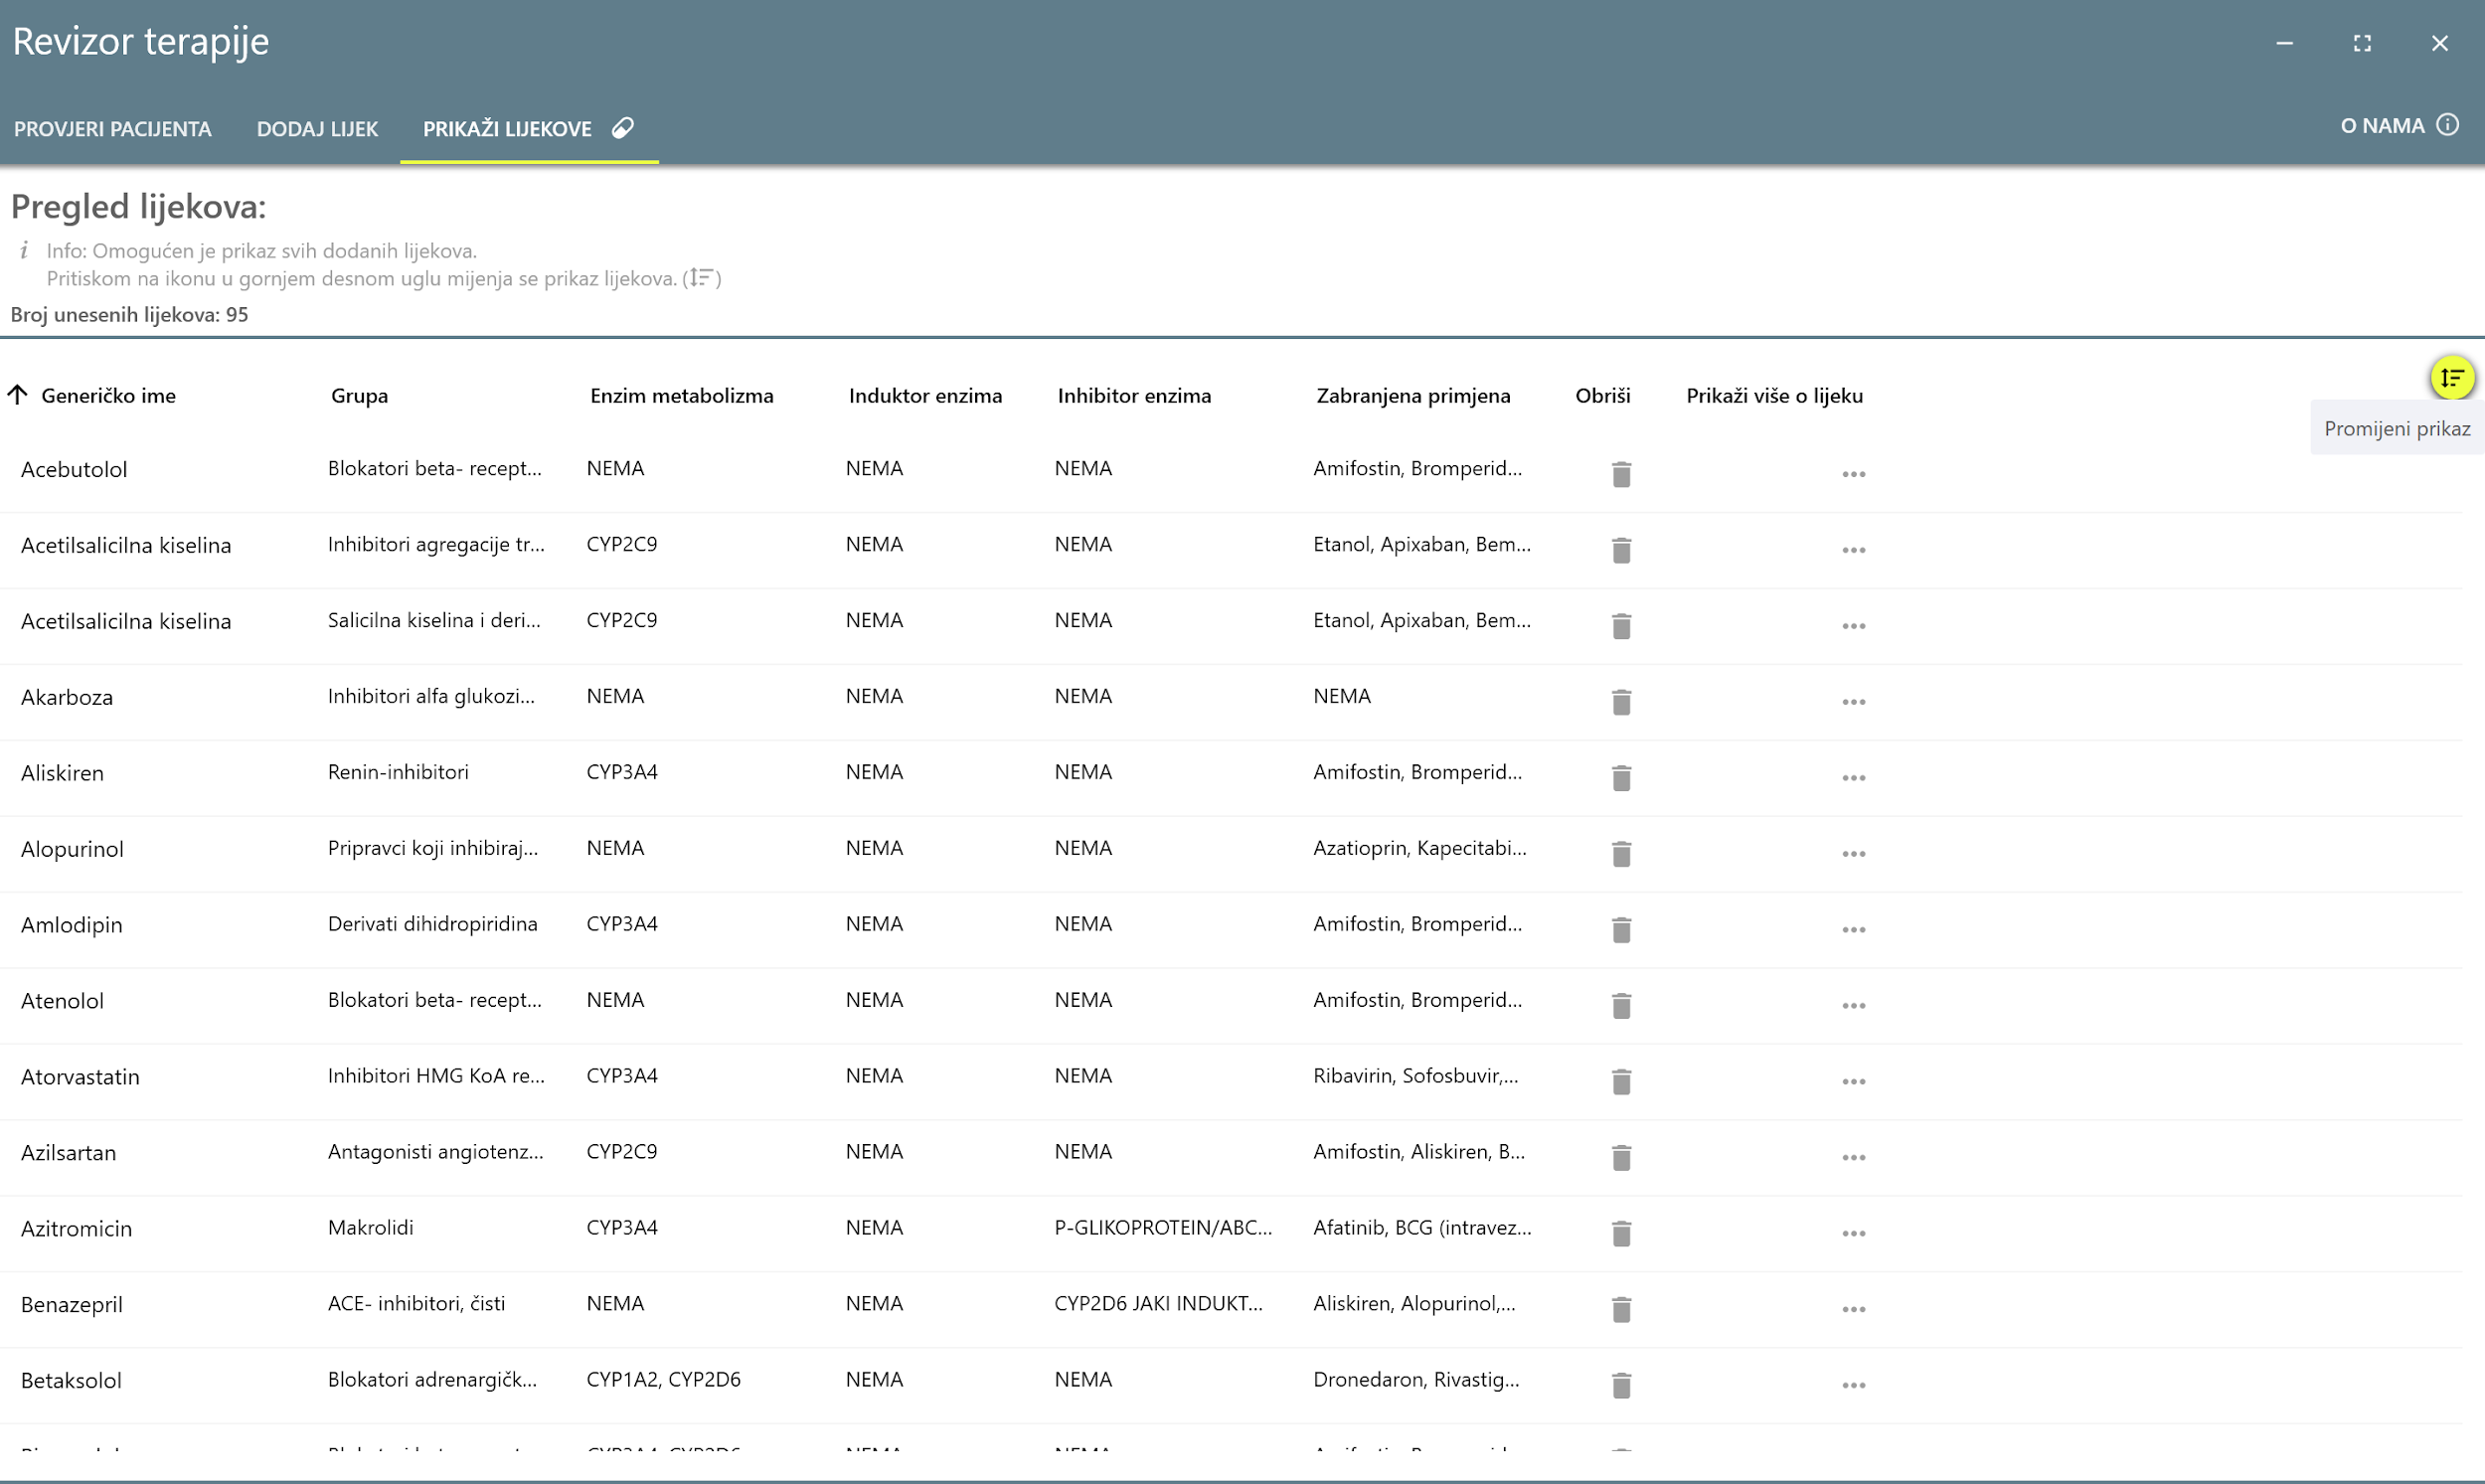 Revizor terapije
PROVJERI PACIJENTA DODAJ LIJEK PRIKAŽI LIJEKOVE O NAMA
Pregled lijekova:
i Info: Omogućen je prikaz svih dodanih lijekova.
Pritiskom na ikonu u gornjem desnom uglu mijenja se prikaz lijekova. ( )
Broj unesenih lijekova: 95
Generičko ime Grupa Enzim metabolizma Induktor enzima Inhibitor enzima Zabranjena primjena Obriši Prikaži više o lijeku
Promijeni prikaz
Acebutolol Blokatori beta- recept... NEMA NEMA NEMA Amifostin, Bromperid...
Acetilsalicilna kiselina Inhibitori agregacije tr... CYP2C9 NEMA NEMA Etanol, Apixaban, Bem...
Acetilsalicilna kiselina Salicilna kiselina i deri... CYP2C9 NEMA NEMA Etanol, Apixaban, Bem...
Akarboza Inhibitori alfa glukozi... NEMA NEMA NEMA NEMA
Aliskiren Renin-inhibitori CYP3A4 NEMA NEMA Amifostin, Bromperid...
Alopurinol Pripravci koji inhibiraj... NEMA NEMA NEMA Azatioprin, Kapecitabi...
Amlodipin Derivati dihidropiridina CYP3A4 NEMA NEMA Amifostin, Bromperid...
Atenolol Blokatori beta- recept... NEMA NEMA NEMA Amifostin, Bromperid...
Atorvastatin Inhibitori HMG KoA re... CYP3A4 NEMA NEMA Ribavirin, Sofosbuvir,...
Azilsartan Antagonisti angiotenz... CYP2C9 NEMA NEMA Amifostin, Aliskiren, B...
Azitromicin Makrolidi CYP3A4 NEMA P-GLIKOPROTEIN/ABC... Afatinib, BCG (intravez...
Benazepril ACE- inhibitori, čisti NEMA NEMA CYP2D6 JAKI INDUKT... Aliskiren, Alopurinol,...
Betaksolol Blokatori adrenargičk... CYP1A2, CYP2D6 NEMA NEMA Dronedaron, Rivastig...